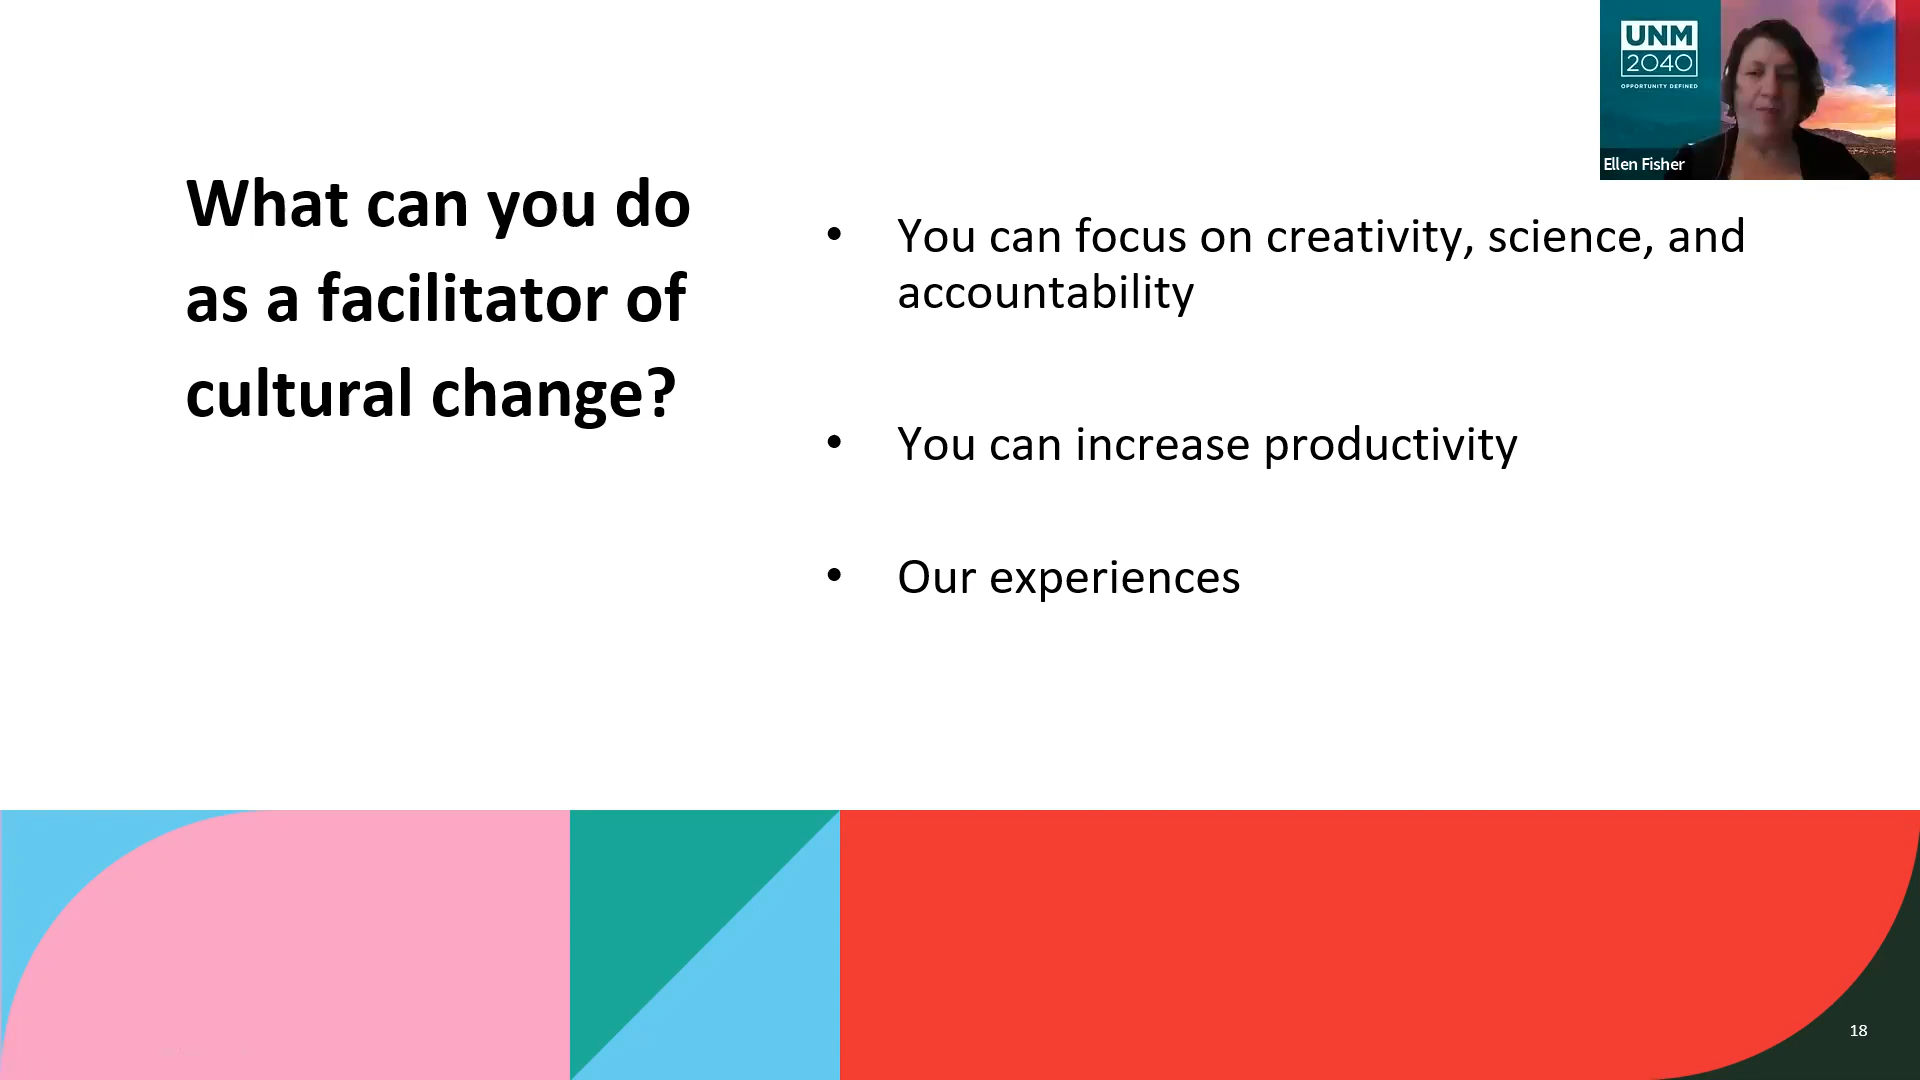 What can you do
as a facilitator of
cultural change?
• You can focus on creativity, science, and
accountability
• You can increase productivity
• Our experiences
UNM
2040
OPPORTUNITY DEFINED
Ellen Fisher
18